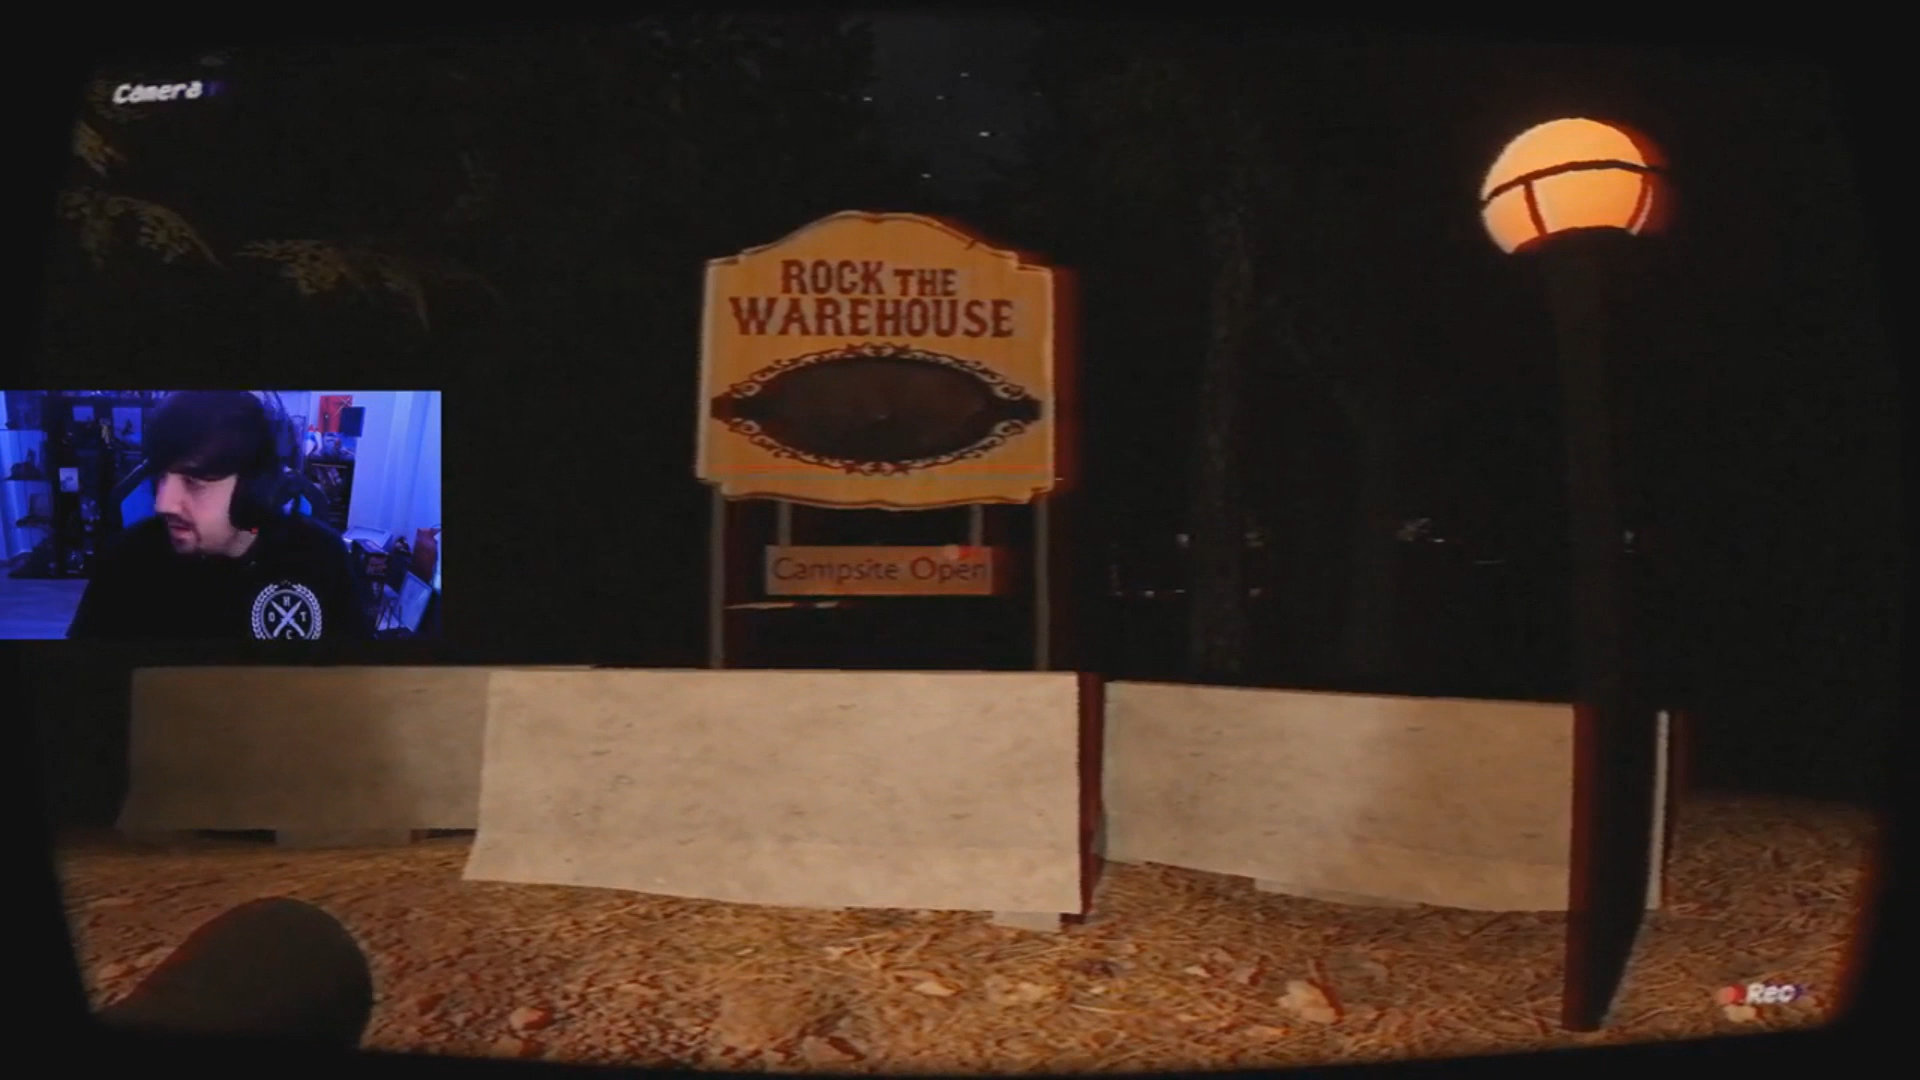 Camera
ROCK THE
WAREHOUSE
Campsite Open
H
D T
C
Rec